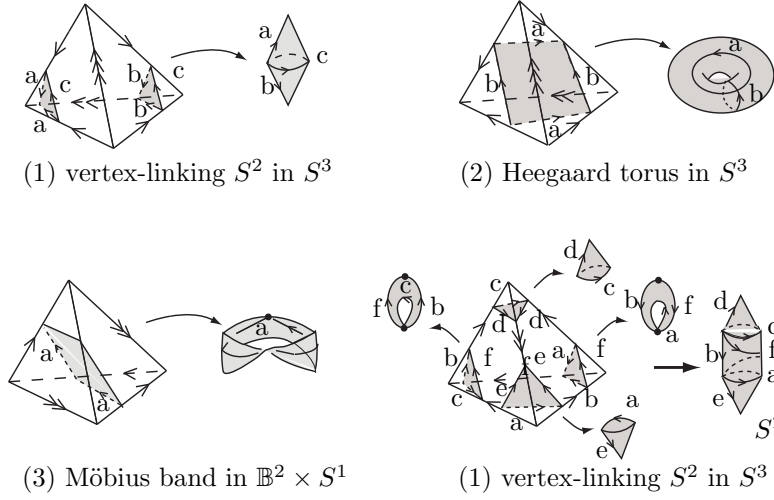 a
c
a
b
c
b
a
c
b
(1) vertex-linking S² in S³
a
b
b
a
a
b
(2) Heegaard torus in S³
a
a
a
(3) Möbius band in 𝔹² × S¹
f
c
b
d
c
c
d
d
b
f
e
f
e
a
f
c
a
b
b
f
a
a
e
d
c
b
f
a
e
S²
(1) vertex-linking S² in S³